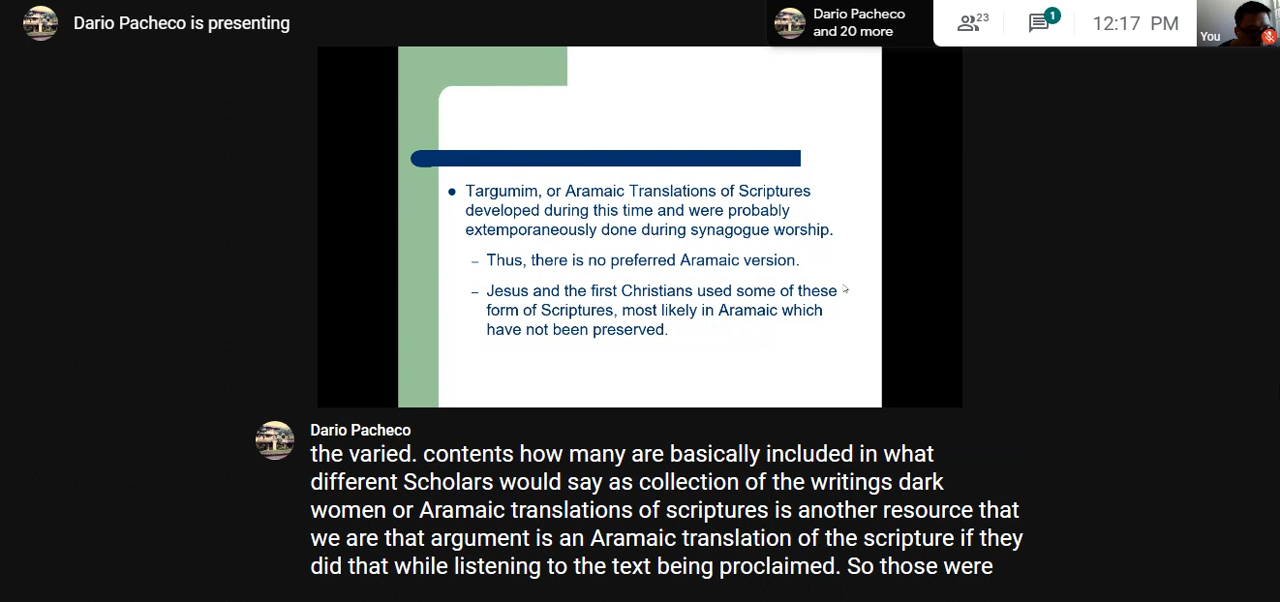 Dario Pacheco is presenting
Dario Pacheco
and 20 more
23
1
12:17 PM
You
Targumim, or Aramaic Translations of Scriptures
developed during this time and were probably
extemporaneously done during synagogue worship.
– Thus, there is no preferred Aramaic version.
– Jesus and the first Christians used some of these
form of Scriptures, most likely in Aramaic which
have not been preserved.
Dario Pacheco
the varied. contents how many are basically included in what
different Scholars would say as collection of the writings dark
women or Aramaic translations of scriptures is another resource that
we are that argument is an Aramaic translation of the scripture if they
did that while listening to the text being proclaimed. So those were